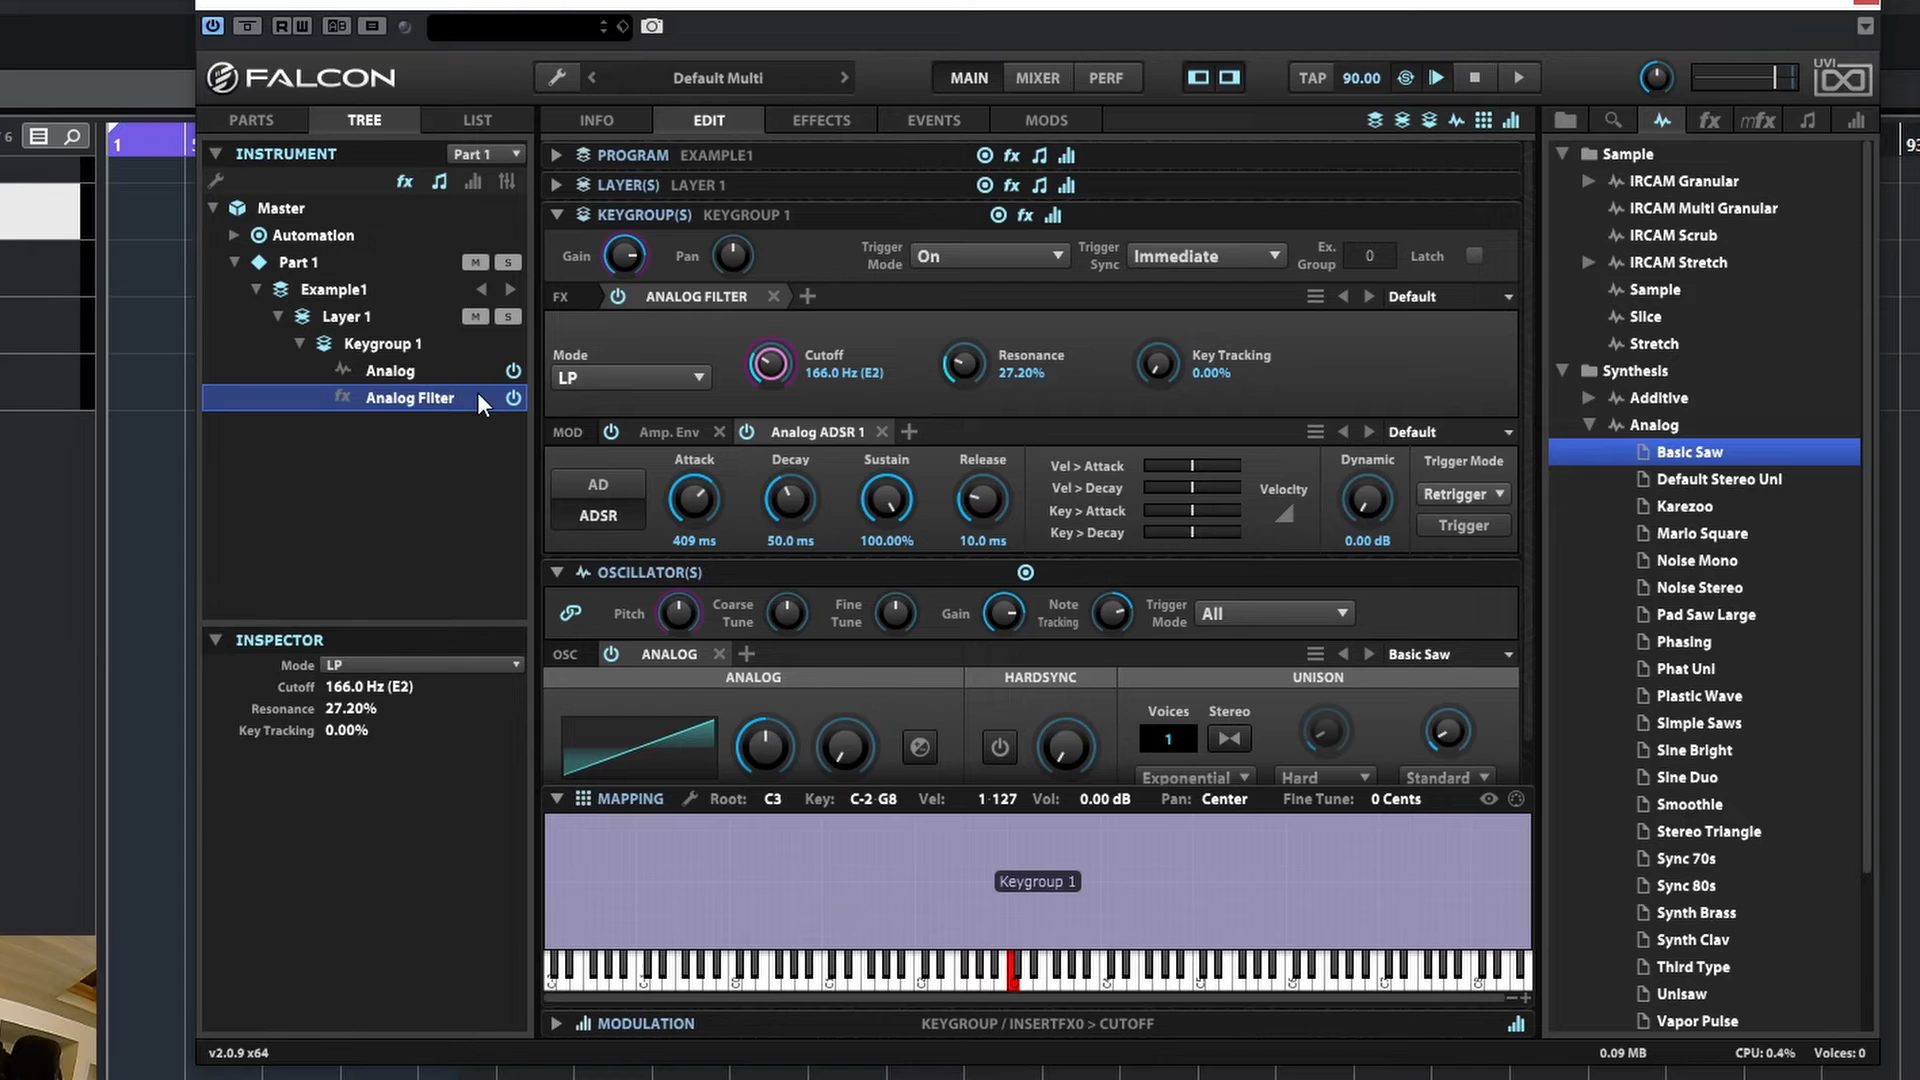 R W
FALCON
Default Multi
MAIN MIXER PERF
TAP 90.00
UVI
PARTS TREE LIST
INFO EDIT EFFECTS EVENTS MODS
fx mfx
6
1
INSTRUMENT Part 1
fx
Master
Automation
Part 1 M S
Example1
Layer 1 M S
Keygroup 1
Analog
fx Analog Filter
INSPECTOR
Mode LP
Cutoff 166.0 Hz (E2)
Resonance 27.20%
Key Tracking 0.00%
PROGRAM EXAMPLE1 fx
LAYER(S) LAYER 1 fx
KEYGROUP(S) KEYGROUP 1 fx
Gain Pan Trigger Mode On Trigger Sync Immediate Ex. Group 0 Latch
FX ANALOG FILTER Default
Mode LP
Cutoff 166.0 Hz (E2)
Resonance 27.20%
Key Tracking 0.00%
MOD Amp. Env Analog ADSR 1 Default
AD
ADSR
Attack Decay Sustain Release
409 ms 50.0 ms 100.00% 10.0 ms
Vel > Attack
Vel > Decay
Key > Attack
Key > Decay
Velocity
Dynamic
0.00 dB
Trigger Mode
Retrigger
Trigger
OSCILLATOR(S)
Pitch Coarse Tune Fine Tune Gain Note Tracking Trigger Mode All
OSC ANALOG Basic Saw
ANALOG HARDSYNC UNISON
Voices Stereo
1
Exponential Hard Standard
MAPPING Root: C3 Key: C-2 G8 Vel: 1 127 Vol: 0.00 dB Pan: Center Fine Tune: 0 Cents
Keygroup 1
MODULATION KEYGROUP / INSERTFX0 > CUTOFF
Sample
IRCAM Granular
IRCAM Multi Granular
IRCAM Scrub
IRCAM Stretch
Sample
Slice
Stretch
Synthesis
Additive
Analog
Basic Saw
Default Stereo Uni
Karezoo
Mario Square
Noise Mono
Noise Stereo
Pad Saw Large
Phasing
Phat Uni
Plastic Wave
Simple Saws
Sine Bright
Sine Duo
Smoothie
Stereo Triangle
Sync 70s
Sync 80s
Synth Brass
Synth Clav
Third Type
Unisaw
Vapor Pulse
v2.0.9 x64 0.09 MB CPU: 0.4% Voices: 0